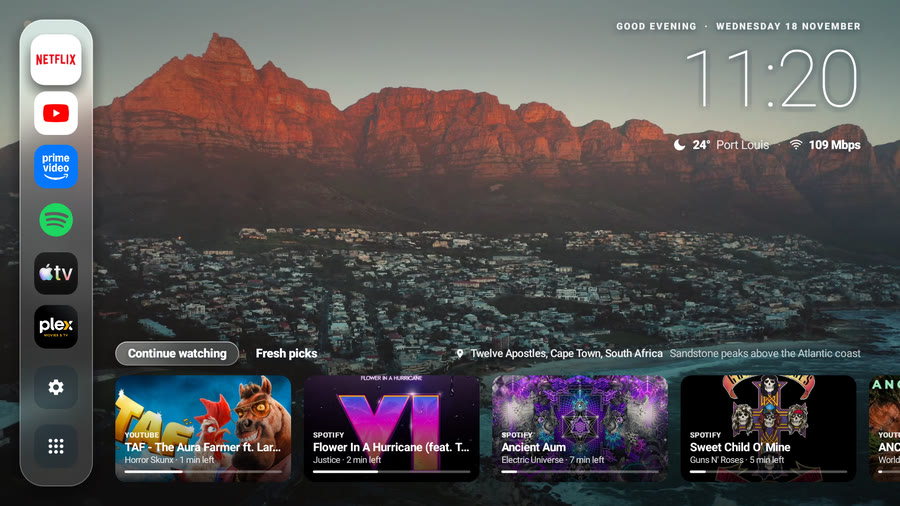 GOOD EVENING · WEDNESDAY 18 NOVEMBER
11:20
24° Port Louis 109 Mbps
NETFLIX
prime video
tv
plex
MOVIES & TV
Continue watching
Fresh picks
Twelve Apostles, Cape Town, South Africa Sandstone peaks above the Atlantic coast
TAF
YOUTUBE
TAF - The Aura Farmer ft. Lar...
Horror Skunx · 1 min left
FLOWER IN A HURRICANE
SPOTIFY
Flower In A Hurricane (feat. T...
Justice · 2 min left
SPOTIFY
Ancient Aum
Electric Universe · 7 min left
SPOTIFY
Sweet Child O' Mine
Guns N' Roses · 5 min left